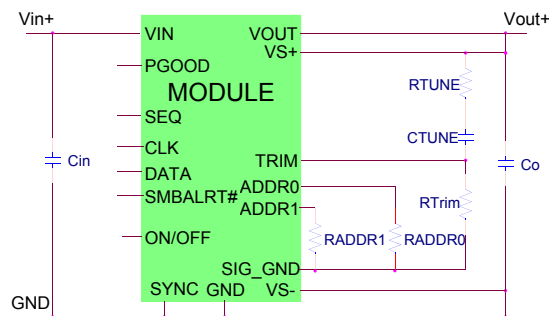 Vin+
Vout+
VIN
VOUT
VS+
PGOOD
RTUNE
MODULE
SEQ
CTUNE
CLK
Cin
TRIM
Co
DATA
ADDR0
SMBALRT#
ADDR1
RTrim
ON/OFF
RADDR1
RADDR0
SIG_GND
SYNC
GND
VS-
GND